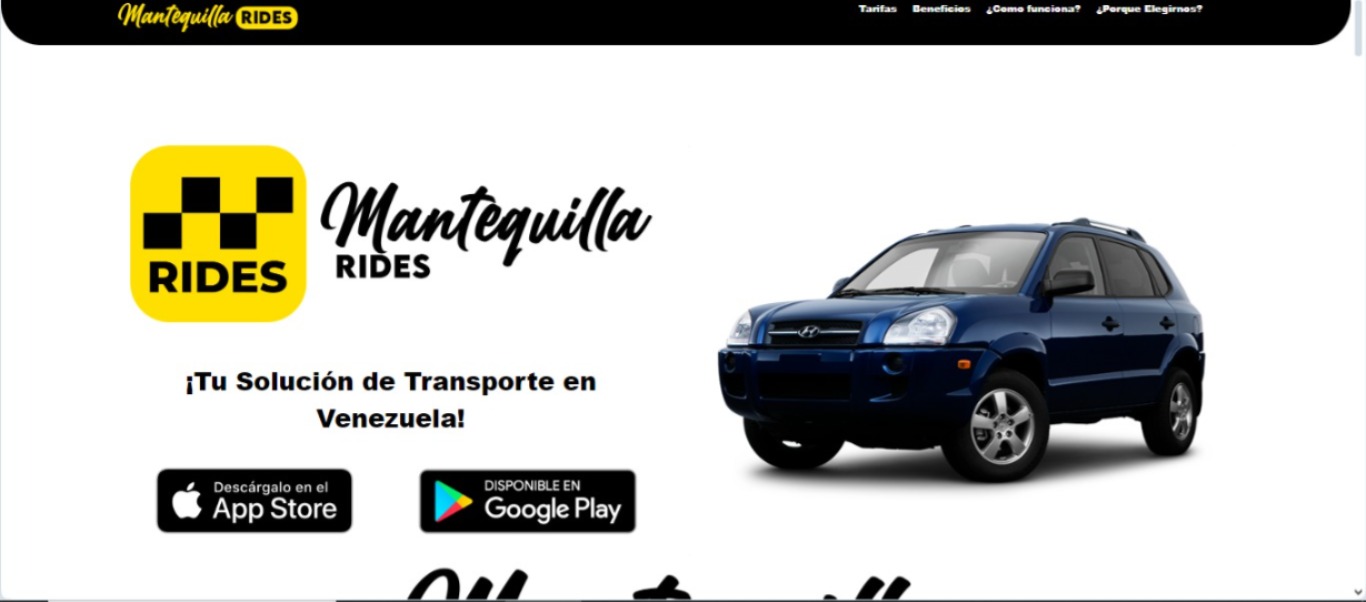 Mantequilla RIDES
Tarifas Beneficios ¿Como funciona? ¿Porque Elegirnos?
RIDES
Mantequilla
RIDES
¡Tu Solución de Transporte en
Venezuela!
Descárgalo en el
App Store
DISPONIBLE EN
Google Play